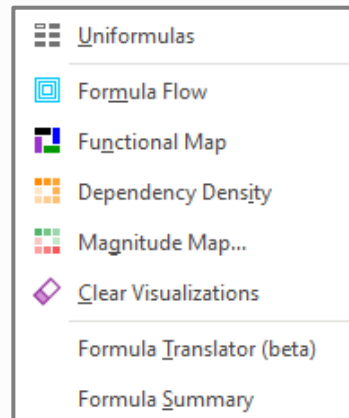 Uniformulas
Formula Flow
Functional Map
Dependency Density
Magnitude Map...
Clear Visualizations
Formula Translator (beta)
Formula Summary